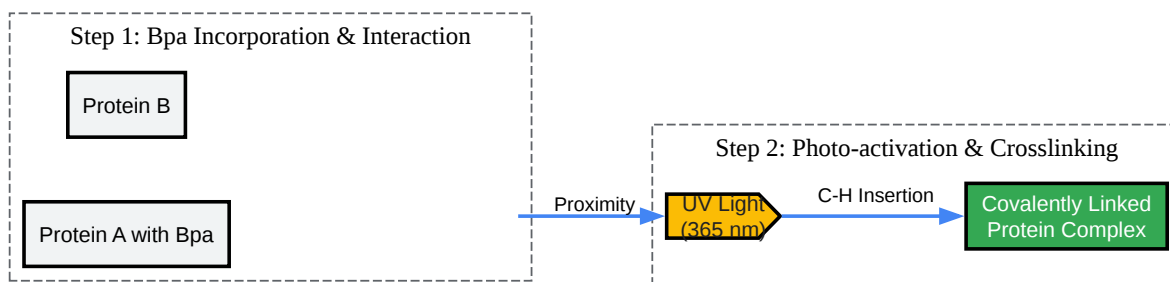 Step 1: Bpa Incorporation & Interaction
Protein B
Protein A with Bpa
Proximity
Step 2: Photo-activation & Crosslinking
UV Light
(365 nm)
C-H Insertion
Covalently Linked
Protein Complex